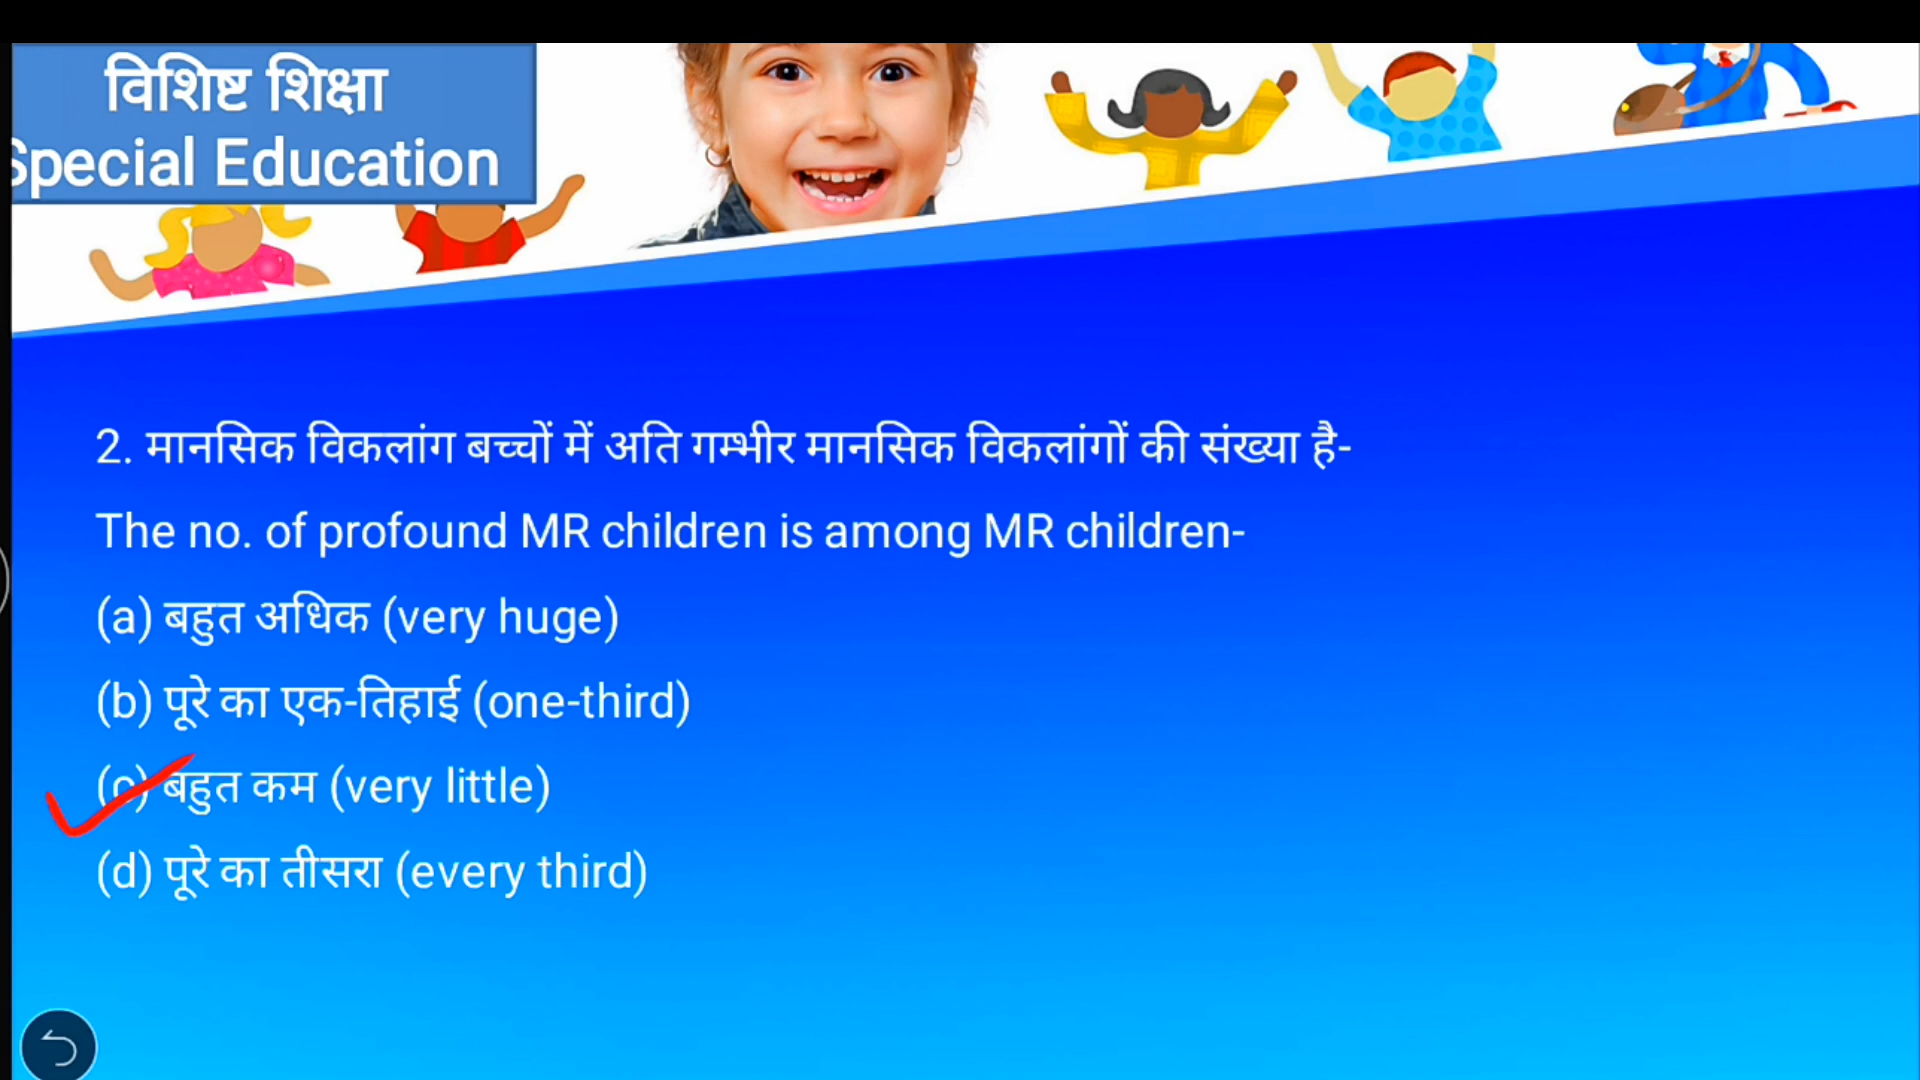 विशिष्ट शिक्षा
Special Education
2. मानसिक विकलांग बच्चों में अति गम्भीर मानसिक विकलांगों की संख्या है-
The no. of profound MR children is among MR children-
(a) बहुत अधिक (very huge)
(b) पूरे का एक-तिहाई (one-third)
(c) बहुत कम (very little)
(d) पूरे का तीसरा (every third)